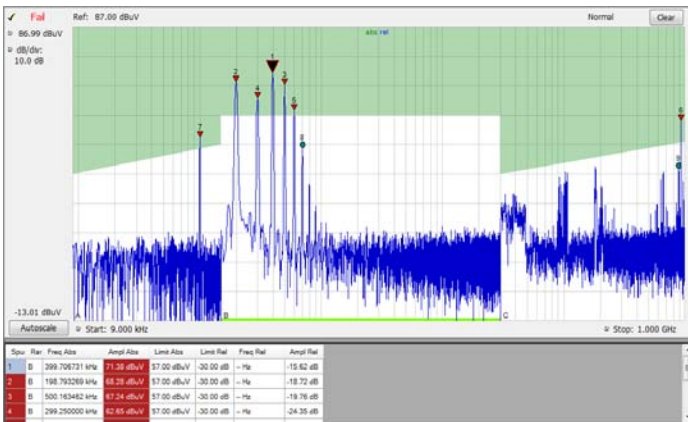 ✓ Fail Ref: 87.00 dBuV Normal Clear
86.99 dBuV
dB/div:
10.0 dB
abs rel
1
2
3
4
5
6
7
8
9
-13.01 dBuV
A B C
Autoscale Start: 9.000 kHz Stop: 1.000 GHz
Spu Ran Freq Abs Ampl Abs Limit Abs Limit Rel Freq Rel Ampl Rel
1 B 399.706731 kHz 71.38 dBuV 57.00 dBuV -30.00 dB -- Hz -15.62 dB
2 B 198.793269 kHz 68.28 dBuV 57.00 dBuV -30.00 dB -- Hz -18.72 dB
3 B 500.163462 kHz 67.24 dBuV 57.00 dBuV -30.00 dB -- Hz -19.76 dB
4 B 299.250000 kHz 62.65 dBuV 57.00 dBuV -30.00 dB -- Hz -24.35 dB